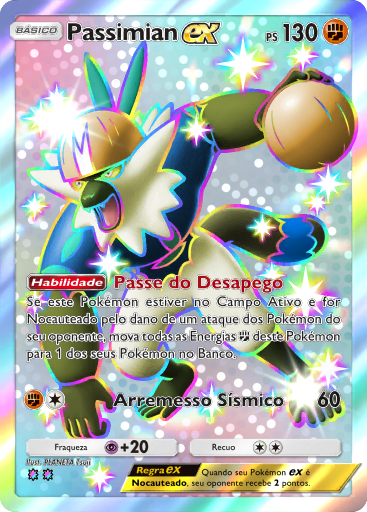 BÁSICO Passimian ex PS 130
Habilidade Passe do Desapego
Se este Pokémon estiver no Campo Ativo e for
Nocauteado pelo dano de um ataque dos Pokémon do
seu oponente, mova todas as Energias deste Pokémon
para 1 dos seus Pokémon no Banco.
Arremesso Sísmico 60
Fraqueza +20 Recuo
Ilust. PLANETA Tsuji
Regra ex Quando seu Pokémon ex é
Nocauteado, seu oponente recebe 2 pontos.